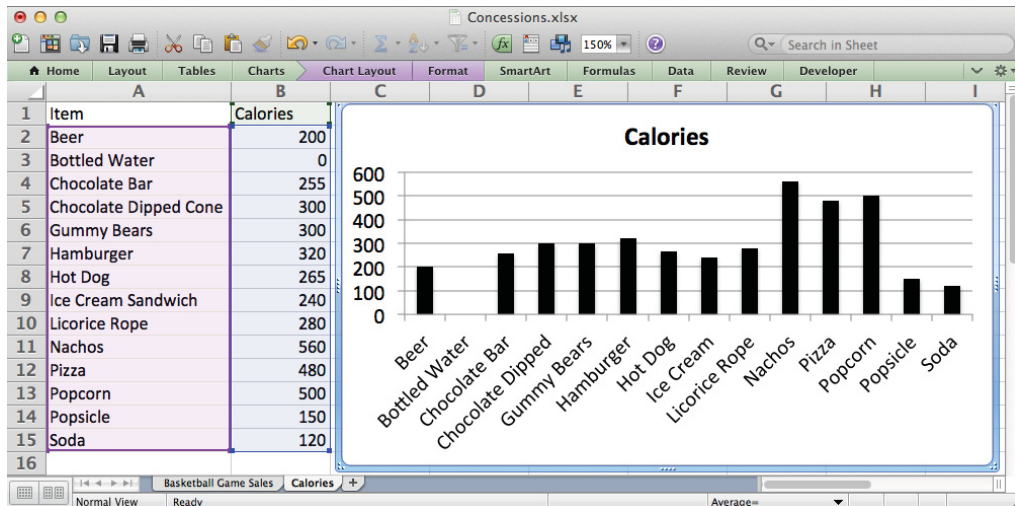 Concessions.xlsx
150%
Search in Sheet
Home Layout Tables Charts Chart Layout Format SmartArt Formulas Data Review Developer
A B C D E F G H I
1 Item Calories
2 Beer 200
3 Bottled Water 0
4 Chocolate Bar 255
5 Chocolate Dipped Cone 300
6 Gummy Bears 300
7 Hamburger 320
8 Hot Dog 265
9 Ice Cream Sandwich 240
10 Licorice Rope 280
11 Nachos 560
12 Pizza 480
13 Popcorn 500
14 Popsicle 150
15 Soda 120
16
Calories
600
500
400
300
200
100
0
Beer
Bottled Water
Chocolate Bar
Chocolate Dipped
Gummy Bears
Hamburger
Hot Dog
Ice Cream
Licorice Rope
Nachos
Pizza
Popcorn
Popsicle
Soda
Basketball Game Sales Calories +
Normal View Ready Average=